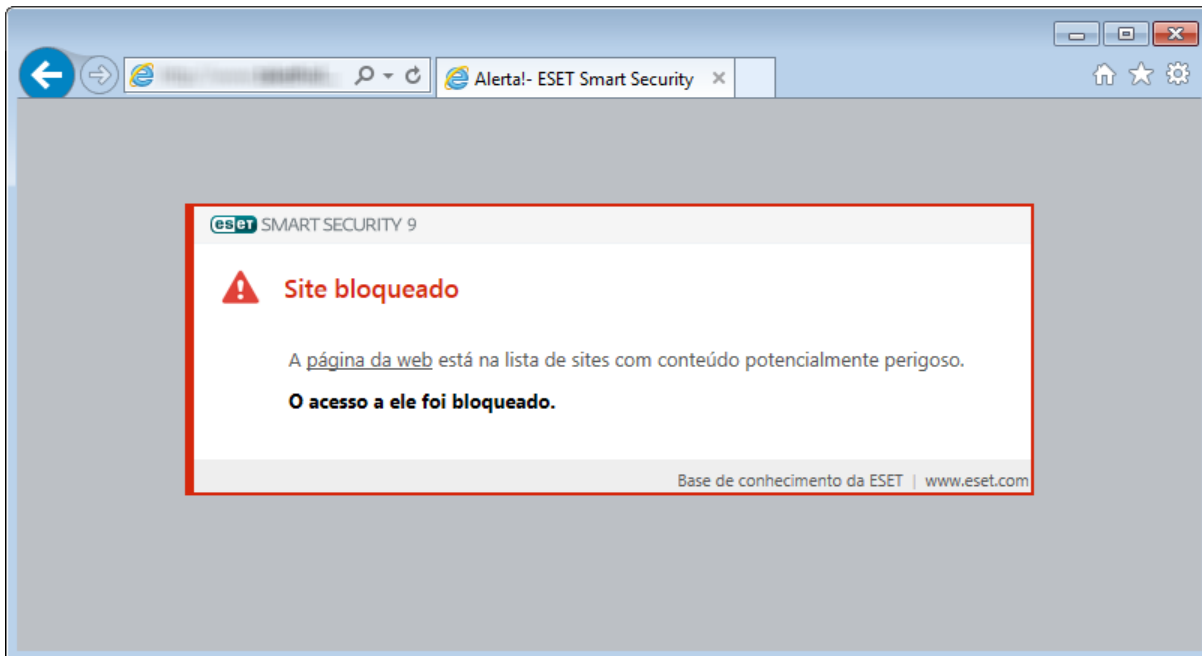 Alerta!- ESET Smart Security
eset SMART SECURITY 9
Site bloqueado
A página da web está na lista de sites com conteúdo potencialmente perigoso.
O acesso a ele foi bloqueado.
Base de conhecimento da ESET | www.eset.com